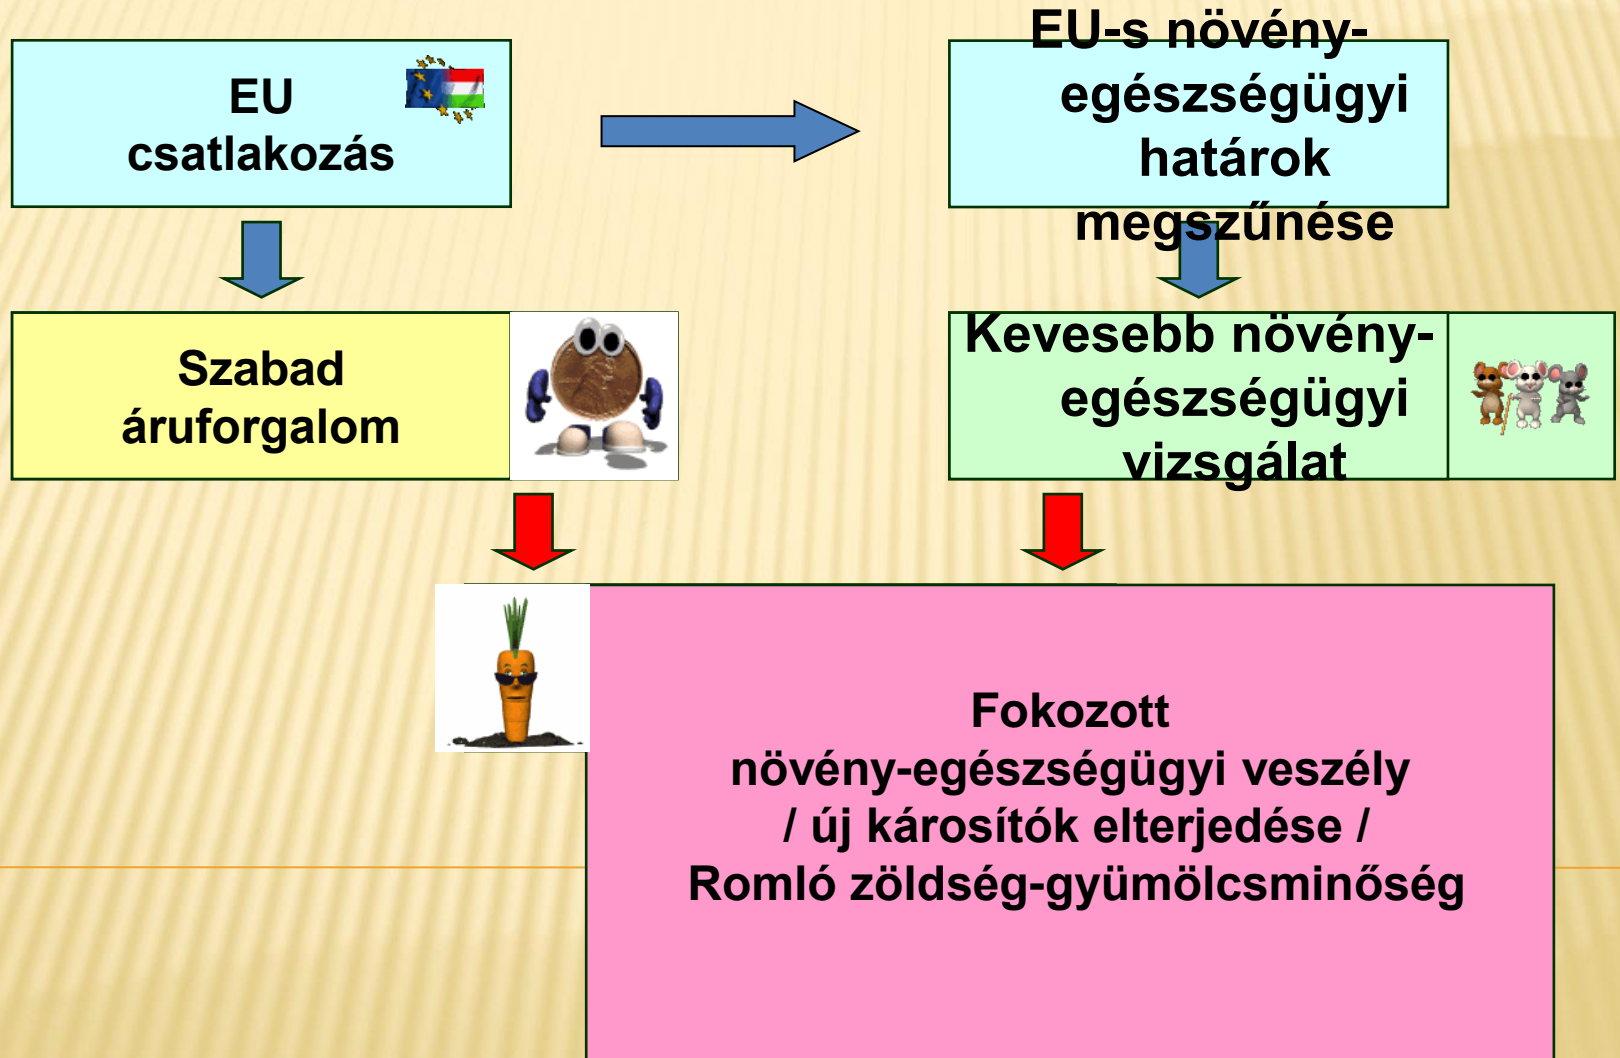 EU
csatlakozás
EU-s növény-
egészségügyi
határok
megszűnése
Szabad
áruforgalom
Kevesebb növény-
egészségügyi
vizsgálat
Fokozott
növény-egészségügyi veszély
/ új károsítók elterjedése /
Romló zöldség-gyümölcsminőség